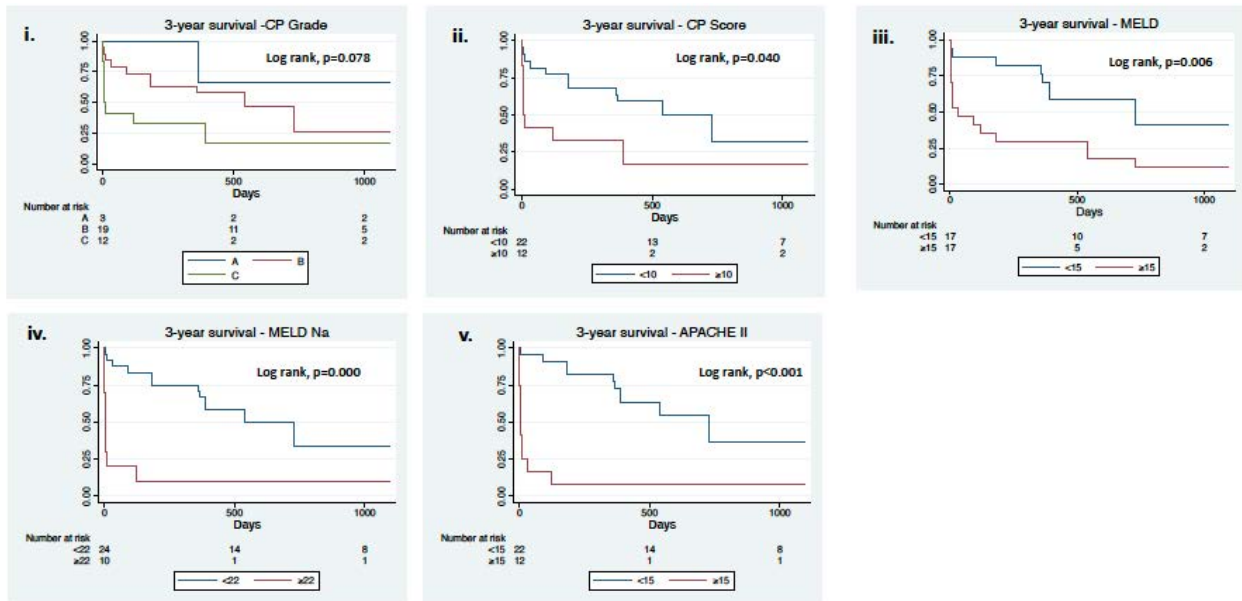 i.
3-year survival -CP Grade
Log rank, p=0.078
1.00
0.75
0.50
0.25
0.00
0 500 1000
Days
Number at risk
A 3 2 2
B 19 11 5
C 12 2 2
A B
C
ii.
3-year survival - CP Score
Log rank, p=0.040
1.00
0.75
0.50
0.25
0.00
0 500 1000
Days
Number at risk
<10 22 13 7
≥10 12 2 2
<10 ≥10
iii.
3-year survival - MELD
Log rank, p=0.006
1.00
0.75
0.50
0.25
0.00
0 500 1000
Days
Number at risk
<15 17 10 7
≥15 17 5 2
<15 ≥15
iv.
3-year survival - MELD Na
Log rank, p=0.000
1.00
0.75
0.50
0.25
0.00
0 500 1000
Days
Number at risk
<22 24 14 8
≥22 10 1 1
<22 ≥22
v.
3-year survival - APACHE II
Log rank, p<0.001
1.00
0.75
0.50
0.25
0.00
0 500 1000
Days
Number at risk
<15 22 14 8
≥15 12 1 1
<15 ≥15